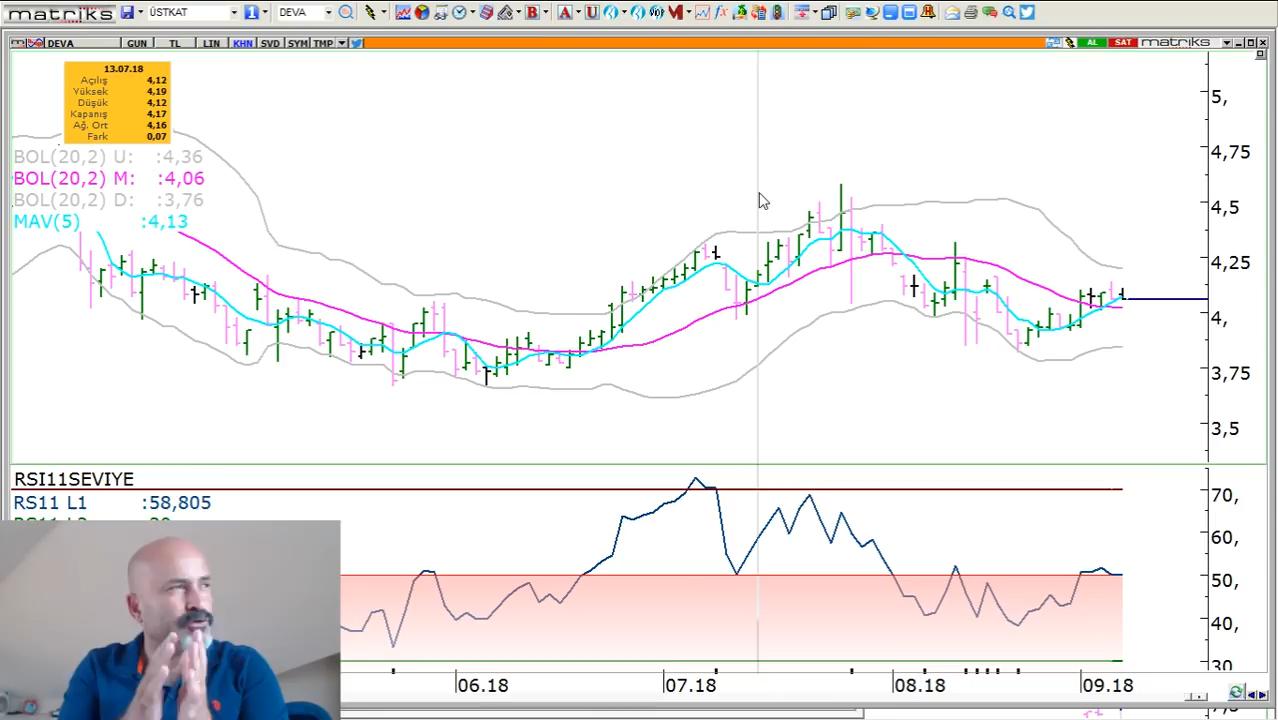 matriks ÜSTKAT 1 DEVA
DEVA GUN TL LIN KHN SVD SYM TMP AL SAT matriks
13.07.18
Açılış 4,12
Yüksek 4,19
Düşük 4,12
Kapanış 4,17
Ağ. Ort 4,16
Fark 0,07
BOL(20,2) U: :4,36
BOL(20,2) M: :4,06
BOL(20,2) D: :3,76
MAV(5) :4,13
5,
4,75
4,5
4,25
4,
3,75
3,5
RSI11SEVIYE
RS11 L1 :58,805
70,
60,
50,
40,
30
06.18 07.18 08.18 09.18